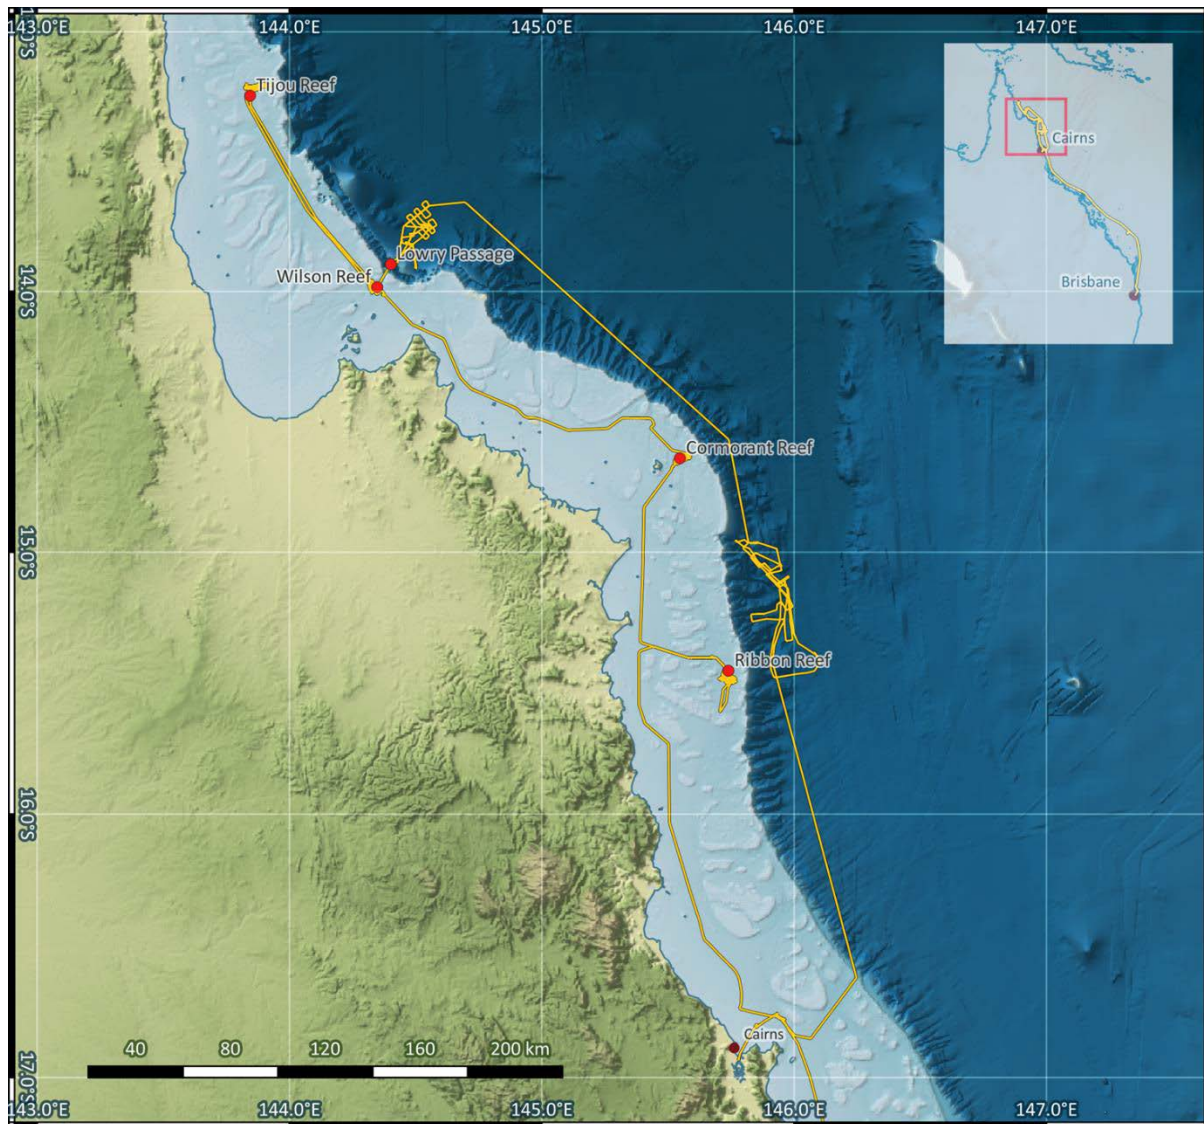 143.0°E
144.0°E
145.0°E
146.0°E
147.0°E
Tijou Reef
Cairns
Lowry Passage
Wilson Reef
14.0°S
Brisbane
Cormorant Reef
15.0°S
Ribbon Reef
16.0°S
Cairns
40
80
120
160
200 km
17.0°S
143.0°E
144.0°E
145.0°E
146.0°E
147.0°E